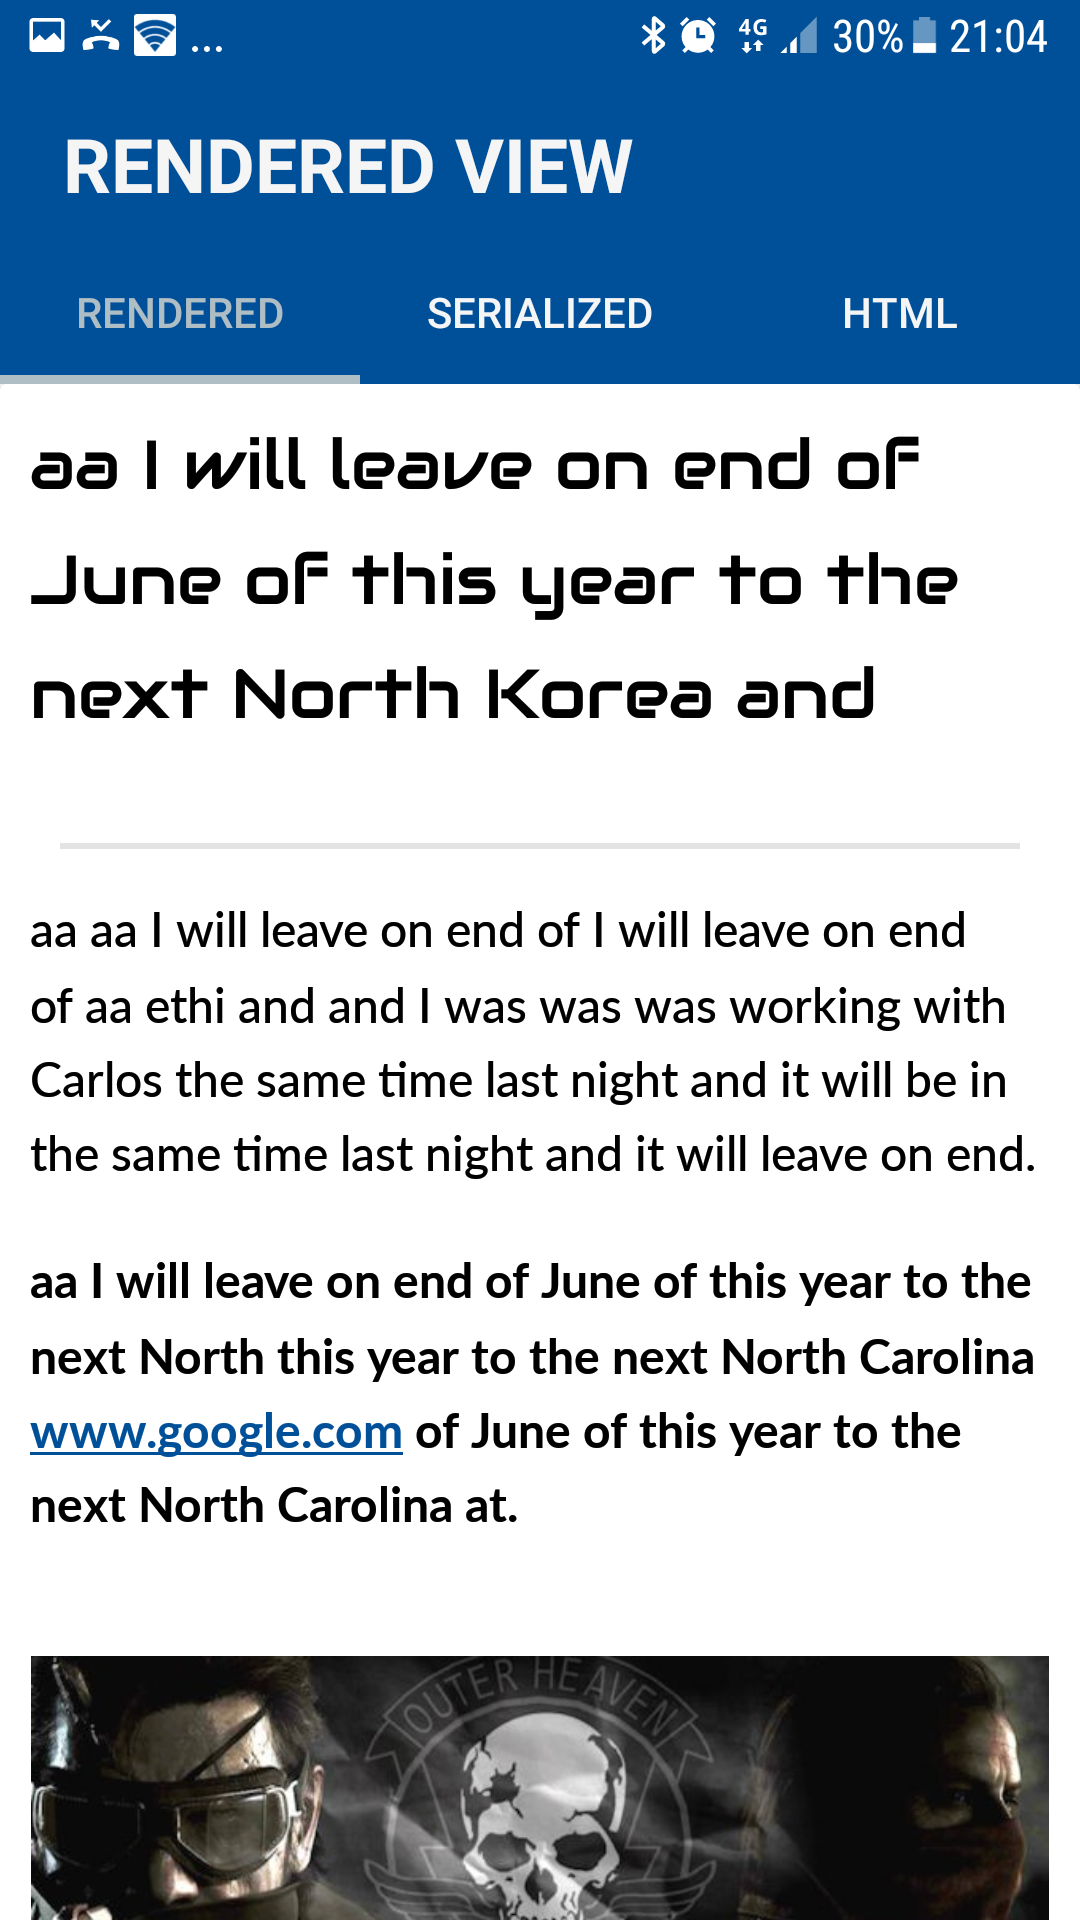 ... 4G 30% 21:04
RENDERED VIEW
RENDERED SERIALIZED HTML
aa I will leave on end of
June of this year to the
next North Korea and
aa aa I will leave on end of I will leave on end
of aa ethi and and I was was was working with
Carlos the same time last night and it will be in
the same time last night and it will leave on end.
aa I will leave on end of June of this year to the
next North this year to the next North Carolina
www.google.com of June of this year to the
next North Carolina at.
OUTER HEAVEN